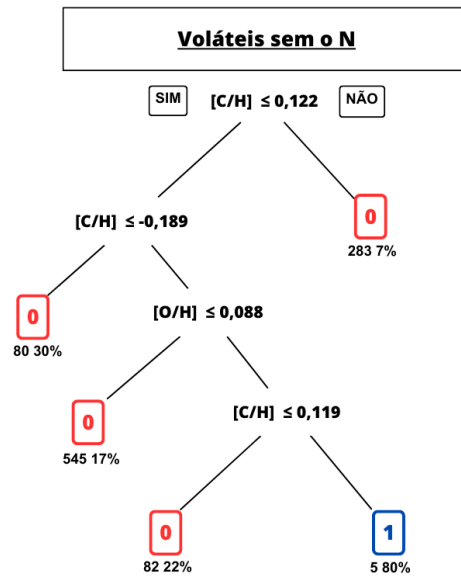 Voláteis sem o N
SIM
[C/H] ≤ 0,122
NÃO
[C/H] ≤ -0,189
0
283 7%
0
80 30%
[O/H] ≤ 0,088
0
545 17%
[C/H] ≤ 0,119
0
82 22%
1
5 80%